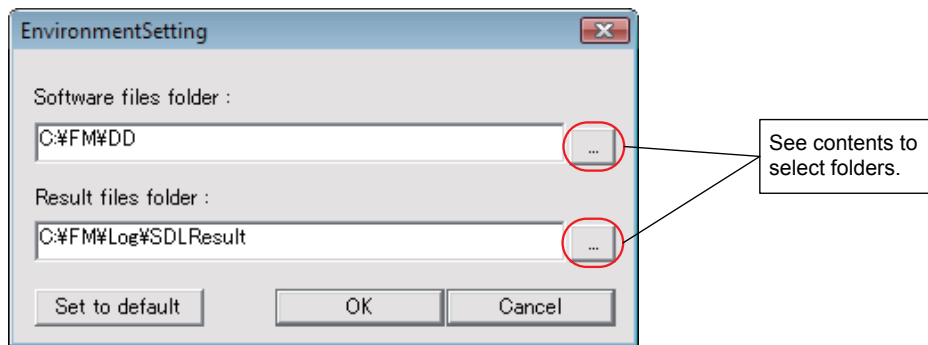 EnvironmentSetting
Software files folder :
C:¥FM¥DD
...
See contents to
select folders.
Result files folder :
C:¥FM¥Log¥SDLResult
...
Set to default
OK
Cancel